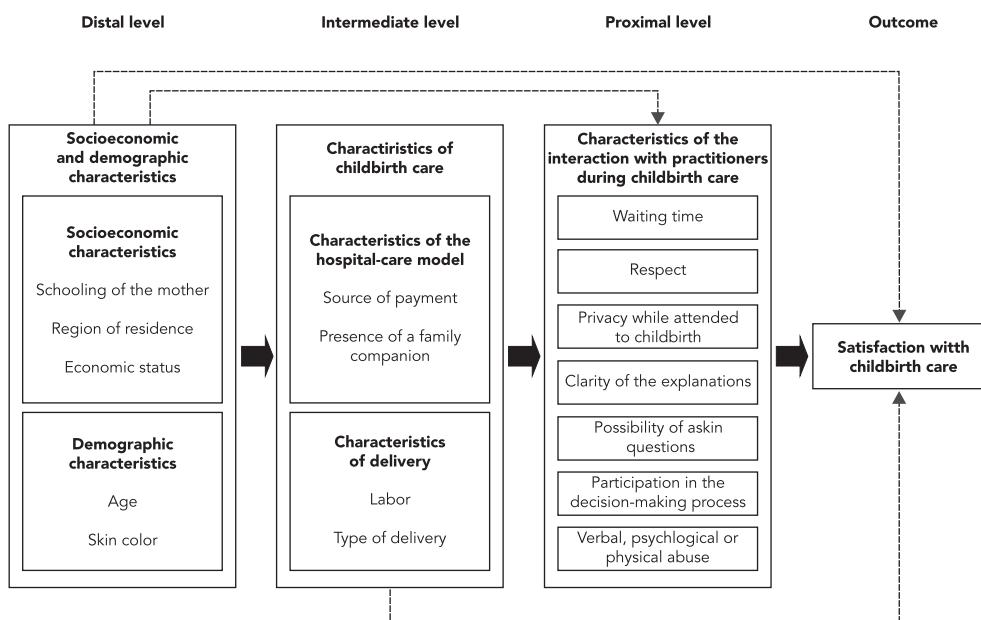 Distal level
Intermediate level
Proximal level
Outcome
Socioeconomic
and demographic
characteristics
Socioeconomic
characteristics
Schooling of the mother
Region of residence
Economic status
Demographic
characteristics
Age
Skin color
Charactiristics of
childbirth care
Characteristics of the
hospital-care model
Source of payment
Presence of a family
companion
Characteristics
of delivery
Labor
Type of delivery
Characteristics of the
interaction with practitioners
during childbirth care
Waiting time
Respect
Privacy while attended
to childbirth
Clarity of the explanations
Possibility of askin
questions
Participation in the
decision-making process
Verbal, psychlogical or
physical abuse
Satisfaction witth
childbirth care